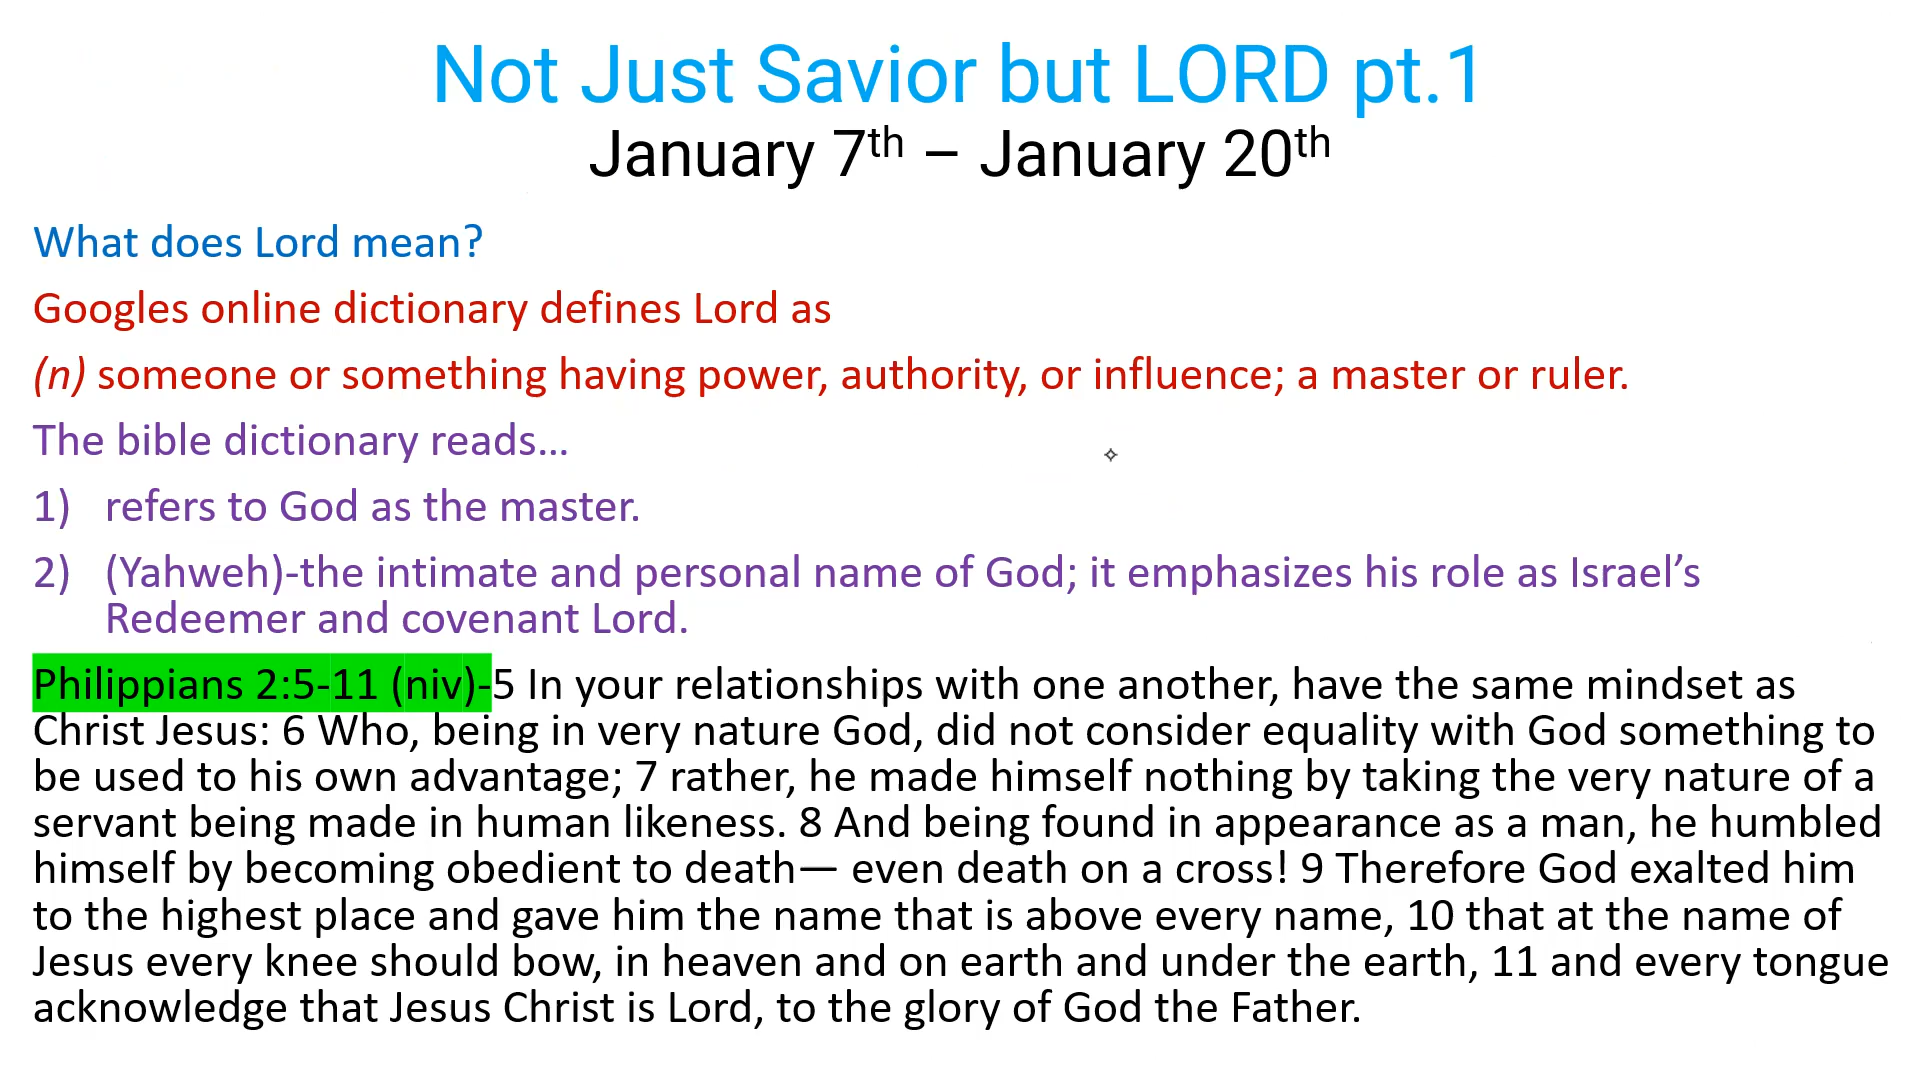 Not Just Savior but LORD pt.1
January 7th – January 20th
What does Lord mean?
Googles online dictionary defines Lord as
(n) someone or something having power, authority, or influence; a master or ruler.
The bible dictionary reads…
1) refers to God as the master.
2) (Yahweh)-the intimate and personal name of God; it emphasizes his role as Israel’s
Redeemer and covenant Lord.
Philippians 2:5-11 (niv)-5 In your relationships with one another, have the same mindset as
Christ Jesus: 6 Who, being in very nature God, did not consider equality with God something to
be used to his own advantage; 7 rather, he made himself nothing by taking the very nature of a
servant being made in human likeness. 8 And being found in appearance as a man, he humbled
himself by becoming obedient to death— even death on a cross! 9 Therefore God exalted him
to the highest place and gave him the name that is above every name, 10 that at the name of
Jesus every knee should bow, in heaven and on earth and under the earth, 11 and every tongue
acknowledge that Jesus Christ is Lord, to the glory of God the Father.